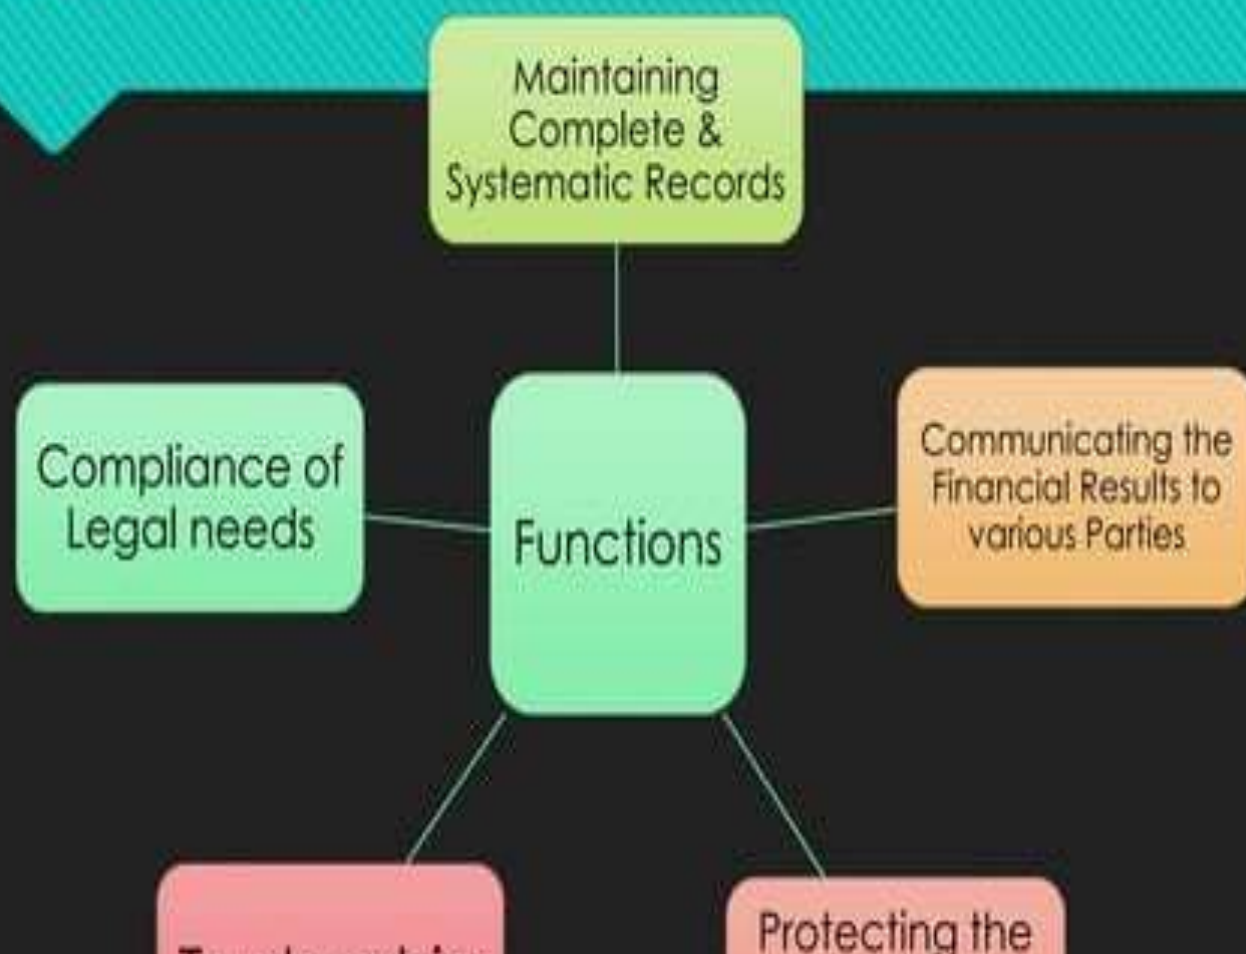 Maintaining
Complete &
Systematic Records
Compliance of
Legal needs
Functions
Communicating the
Financial Results to
various Parties
Protecting the